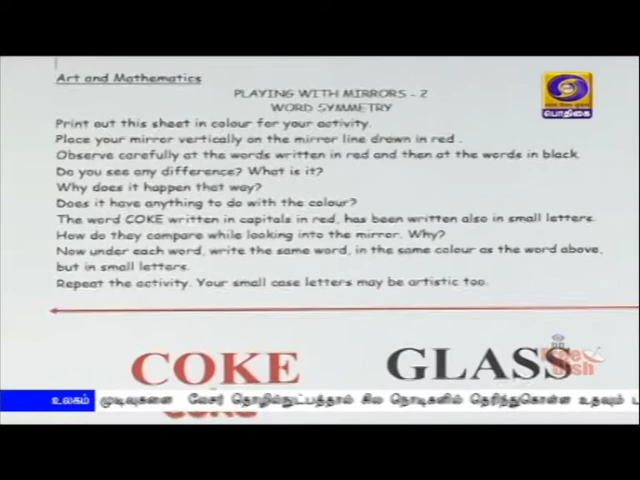 Art and Mathematics
PLAYING WITH MIRRORS - 2
WORD SYMMETRY
Print out this sheet in colour for your activity.
Place your mirror vertically on the mirror line drawn in red .
Observe carefully at the words written in red and then at the words in black.
Do you see any difference? What is it?
Why does it happen that way?
Does it have anything to do with the colour?
The word COKE written in capitals in red, has been written also in small letters.
How do they compare while looking into the mirror. Why?
Now under each word, write the same word, in the same colour as the word above,
but in small letters.
Repeat the activity. Your small case letters may be artistic too.
பொதிகை
COKE GLASS
DD Free Dish
உலகம் முடிவுகளை லேசர் தொழில்நுட்பத்தால் சில நொடிகளில் தெரிந்துகொள்ள உதவும்